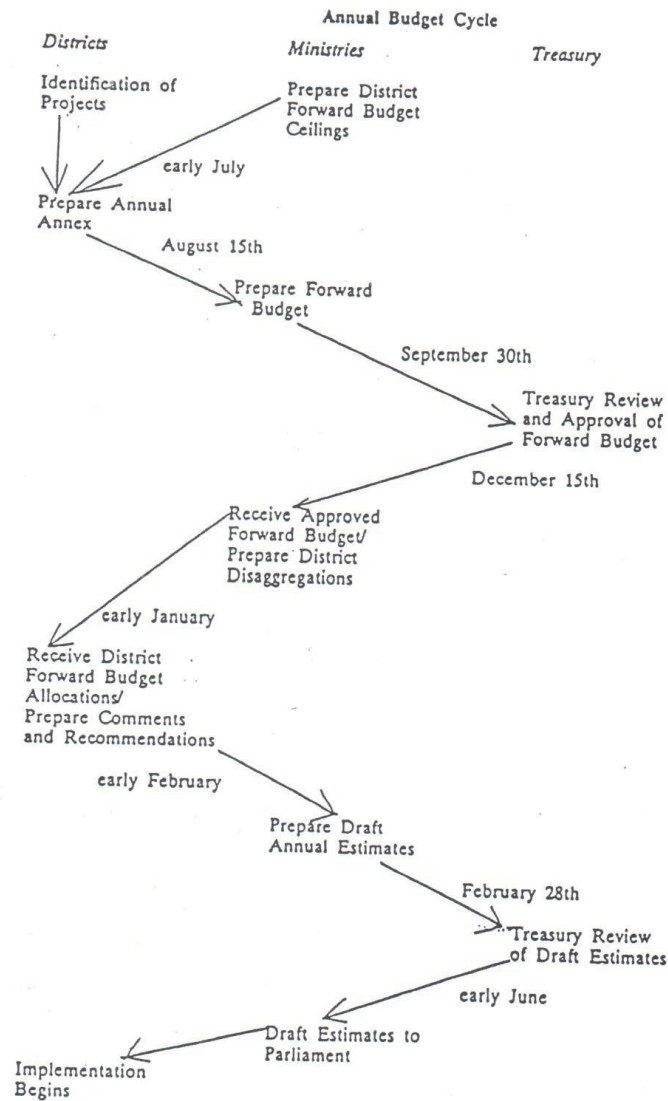 Annual Budget Cycle
Districts
Ministries
Treasury
Identification of
Projects
Prepare District
Forward Budget
Ceilings
early July
Prepare Annual
Annex
August 15th
Prepare Forward
Budget
September 30th
Treasury Review
and Approval of
Forward Budget
December 15th
Receive Approved
Forward Budget/
Prepare District
Disaggregations
early January
Receive District
Forward Budget
Allocations/
Prepare Comments
and Recommendations
early February
Prepare Draft
Annual Estimates
February 28th
Treasury Review
of Draft Estimates
early June
Draft Estimates to
Parliament
Implementation
Begins